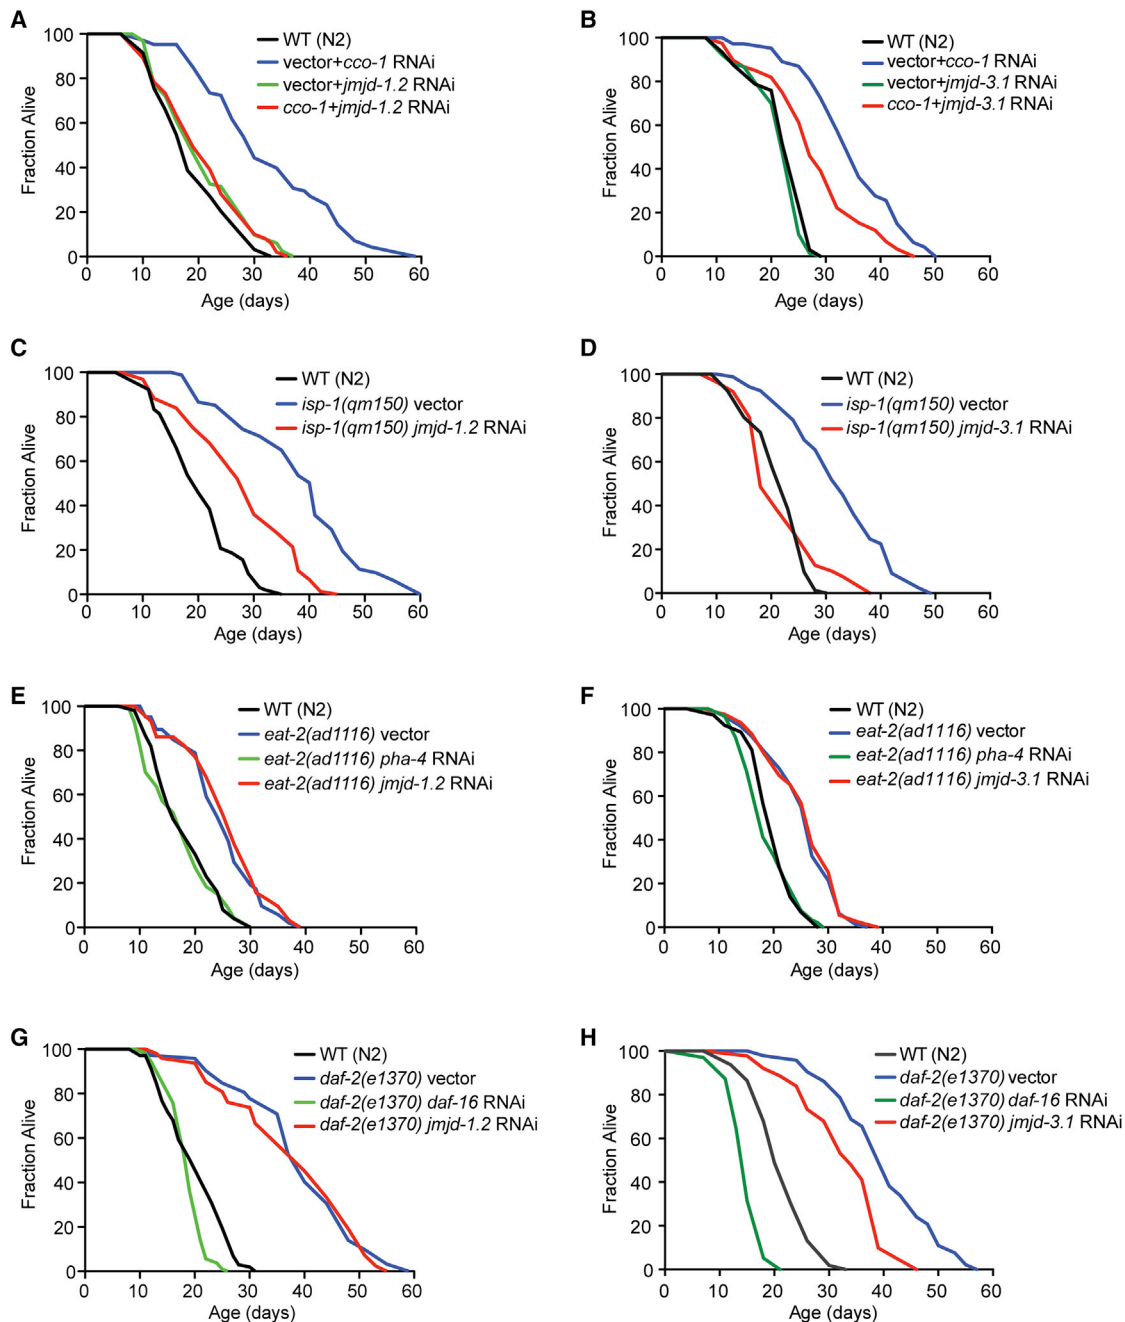 A
100
80
60
40
20
0
Fraction Alive
0 10 20 30 40 50 60
Age (days)
WT (N2)
vector+cco-1 RNAi
vector+jmjd-1.2 RNAi
cco-1+jmjd-1.2 RNAi
B
100
80
60
40
20
0
Fraction Alive
0 10 20 30 40 50 60
Age (days)
WT (N2)
vector+cco-1 RNAi
vector+jmjd-3.1 RNAi
cco-1+jmjd-3.1 RNAi
C
100
80
60
40
20
0
Fraction Alive
0 10 20 30 40 50 60
Age (days)
WT (N2)
isp-1(qm150) vector
isp-1(qm150) jmjd-1.2 RNAi
D
100
80
60
40
20
0
Fraction Alive
0 10 20 30 40 50 60
Age (days)
WT (N2)
isp-1(qm150) vector
isp-1(qm150) jmjd-3.1 RNAi
E
100
80
60
40
20
0
Fraction Alive
0 10 20 30 40 50 60
Age (days)
WT (N2)
eat-2(ad1116) vector
eat-2(ad1116) pha-4 RNAi
eat-2(ad1116) jmjd-1.2 RNAi
F
100
80
60
40
20
0
Fraction Alive
0 10 20 30 40 50 60
Age (days)
WT (N2)
eat-2(ad1116) vector
eat-2(ad1116) pha-4 RNAi
eat-2(ad1116) jmjd-3.1 RNAi
G
100
80
60
40
20
0
Fraction Alive
0 10 20 30 40 50 60
Age (days)
WT (N2)
daf-2(e1370) vector
daf-2(e1370) daf-16 RNAi
daf-2(e1370) jmjd-1.2 RNAi
H
100
80
60
40
20
0
Fraction Alive
0 10 20 30 40 50 60
Age (days)
WT (N2)
daf-2(e1370) vector
daf-2(e1370) daf-16 RNAi
daf-2(e1370) jmjd-3.1 RNAi